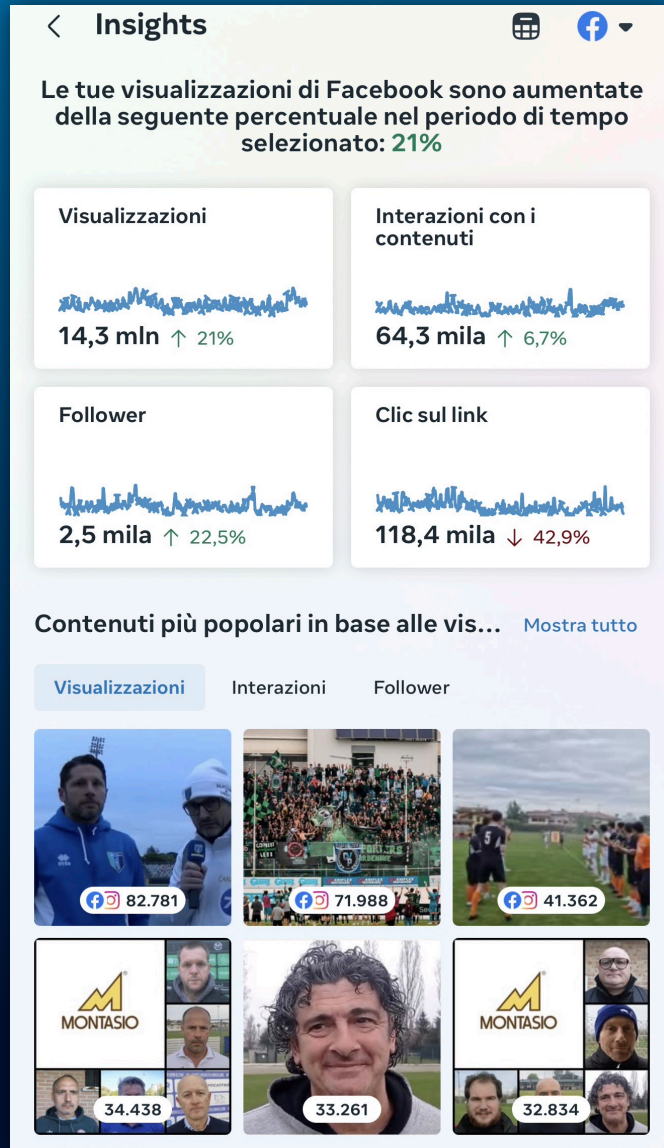 Insights
Le tue visualizzazioni di Facebook sono aumentate
della seguente percentuale nel periodo di tempo
selezionato: 21%
Visualizzazioni
14,3 mln ↑ 21%
Interazioni con i
contenuti
64,3 mila ↑ 6,7%
Follower
2,5 mila ↑ 22,5%
Clic sul link
118,4 mila ↓ 42,9%
Contenuti più popolari in base alle vis... Mostra tutto
Visualizzazioni Interazioni Follower
82.781
71.988
41.362
MONTASIO
34.438
33.261
MONTASIO
32.834